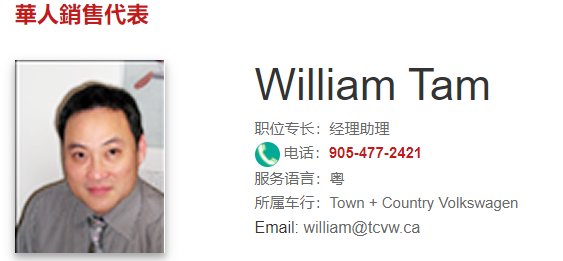 華人銷售代表
William Tam
职位专长：经理助理
电话：905-477-2421
服务语言：粤
所属车行：Town + Country Volkswagen
Email: william@tcvw.ca